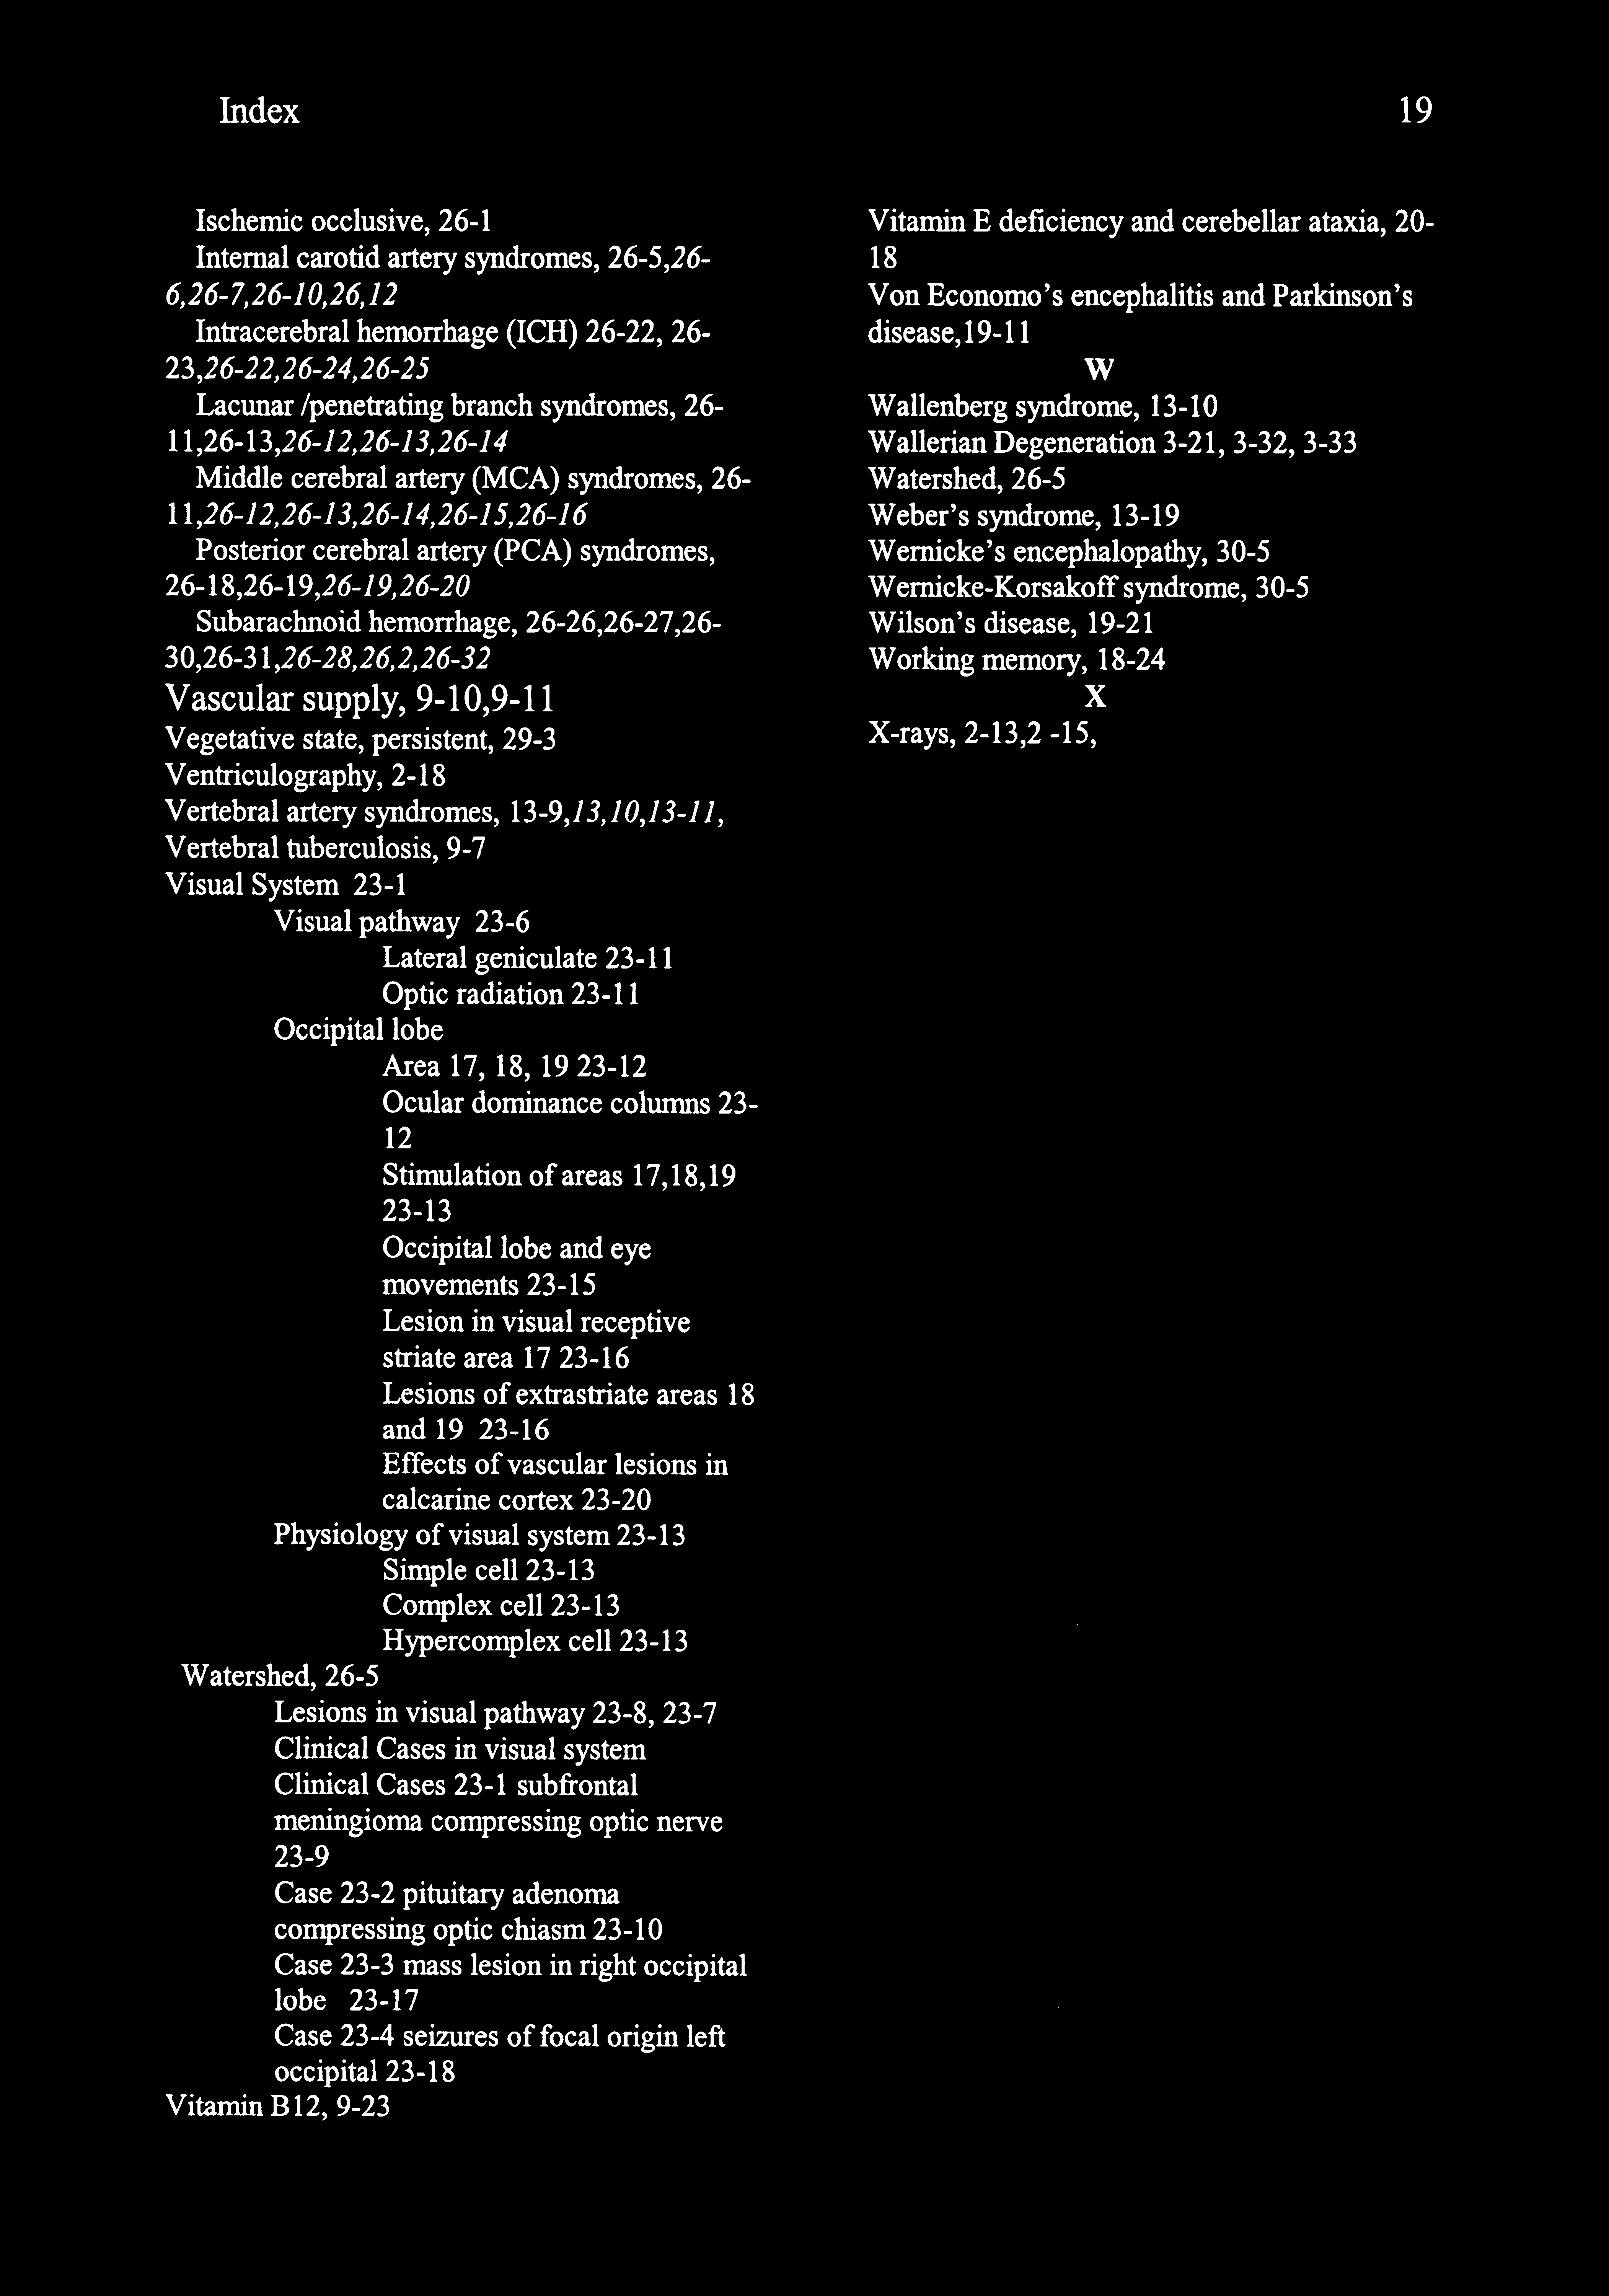 Index 19
Ischemic occlusive, 26-1
Internal carotid artery syndromes, 26-5,26-
6,26-7,26-10,26,12
Intracerebral hemorrhage (ICH) 26-22, 26-
23,26-22,26-24,26-25
Lacunar /penetrating branch syndromes, 26-
11,26-13,26-12,26-13,26-14
Middle cerebral artery (MCA) syndromes, 26-
11,26-12,26-13,26-14,26-15,26-16
Posterior cerebral artery (PCA) syndromes,
26-18,26-19,26-19,26-20
Subarachnoid hemorrhage, 26-26,26-27,26-
30,26-31,26-28,26,2,26-32
Vascular supply, 9-10,9-11
Vegetative state, persistent, 29-3
Ventriculography, 2-18
Vertebral artery syndromes, 13-9,13,10,13-11,
Vertebral tuberculosis, 9-7
Visual System 23-1
Visual pathway 23-6
Lateral geniculate 23-11
Optic radiation 23-11
Occipital lobe
Area 17, 18, 19 23-12
Ocular dominance columns 23-
12
Stimulation of areas 17,18,19
23-13
Occipital lobe and eye
movements 23-15
Lesion in visual receptive
striate area 17 23-16
Lesions of extrastriate areas 18
and 19 23-16
Effects of vascular lesions in
calcarine cortex 23-20
Physiology of visual system 23-13
Simple cell 23-13
Complex cell 23-13
Hypercomplex cell 23-13
Watershed, 26-5
Lesions in visual pathway 23-8, 23-7
Clinical Cases in visual system
Clinical Cases 23-1 subfrontal
meningioma compressing optic nerve
23-9
Case 23-2 pituitary adenoma
compressing optic chiasm 23-10
Case 23-3 mass lesion in right occipital
lobe 23-17
Case 23-4 seizures of focal origin left
occipital 23-18
Vitamin B12, 9-23
Vitamin E deficiency and cerebellar ataxia, 20-
18
Von Economo's encephalitis and Parkinson's
disease,19-11
W
Wallenberg syndrome, 13-10
Wallerian Degeneration 3-21, 3-32, 3-33
Watershed, 26-5
Weber's syndrome, 13-19
Wernicke's encephalopathy, 30-5
Wernicke-Korsakoff syndrome, 30-5
Wilson's disease, 19-21
Working memory, 18-24
X
X-rays, 2-13,2 -15,